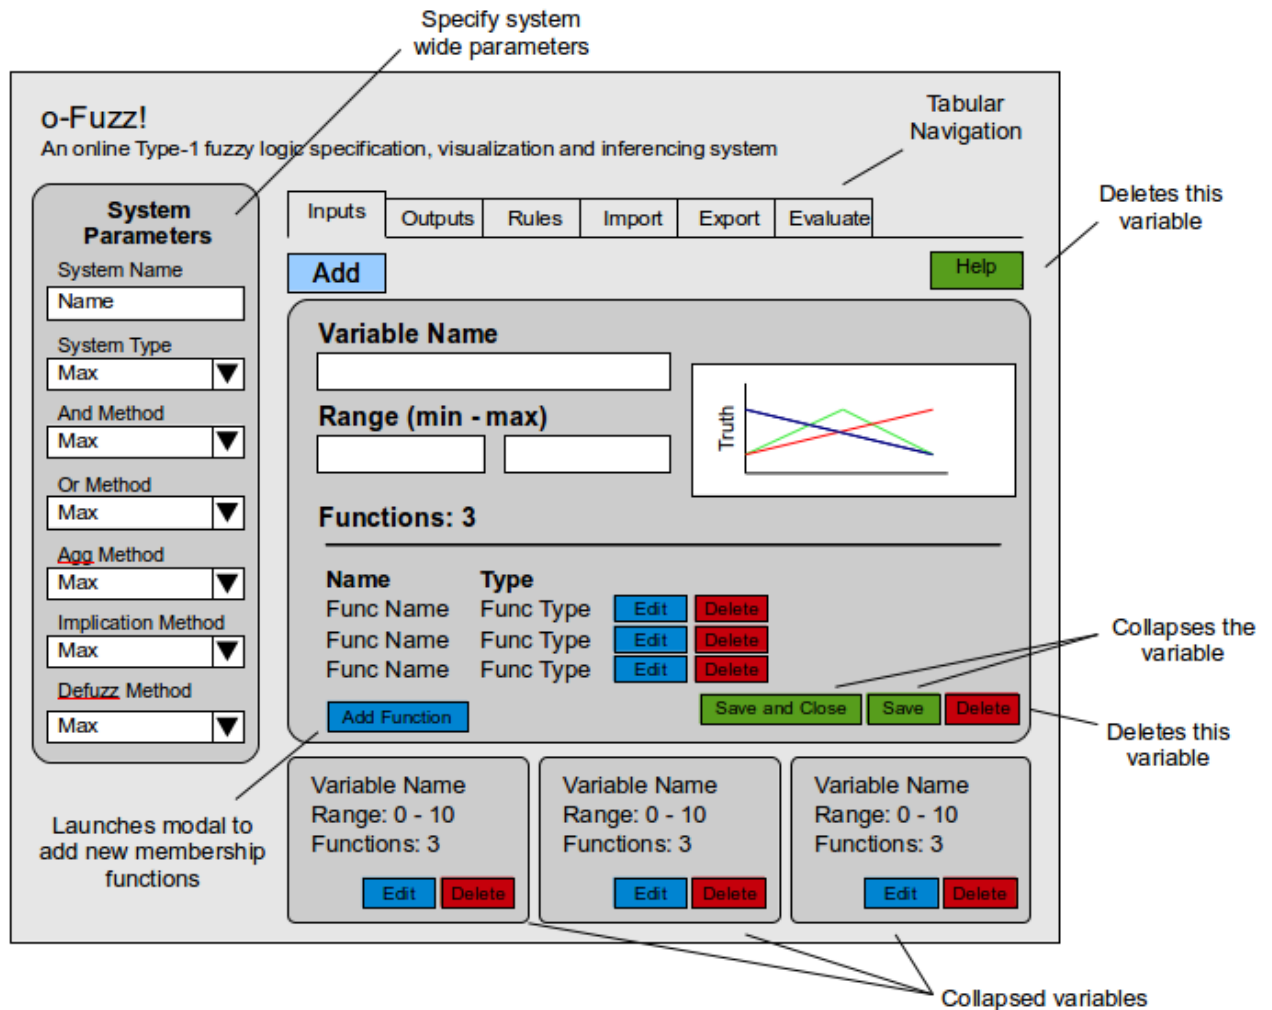 Specify system
wide parameters
o-Fuzz!
An online Type-1 fuzzy logic specification, visualization and inferencing system
Tabular
Navigation
Deletes this
variable
System
Parameters
System Name
Name
System Type
Max
And Method
Max
Or Method
Max
Agg Method
Max
Implication Method
Max
Defuzz Method
Max
Inputs Outputs Rules Import Export Evaluate
Add
Help
Variable Name
Range (min - max)
Truth
Functions: 3
Name Type
Func Name Func Type Edit Delete
Func Name Func Type Edit Delete
Func Name Func Type Edit Delete
Add Function
Save and Close Save Delete
Collapses the
variable
Deletes this
variable
Launches modal to
add new membership
functions
Variable Name
Range: 0 - 10
Functions: 3
Edit Delete
Variable Name
Range: 0 - 10
Functions: 3
Edit Delete
Variable Name
Range: 0 - 10
Functions: 3
Edit Delete
Collapsed variables